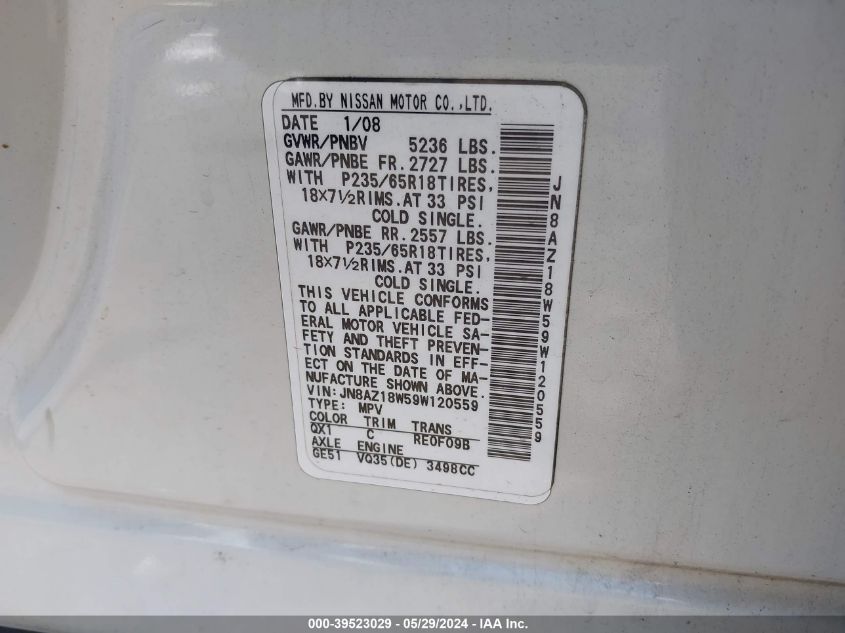 MFD.BY NISSAN MOTOR CO.,LTD.
DATE 1/08
GVWR/PNBV 5236 LBS.
GAWR/PNBE FR. 2727 LBS.
WITH P235/65R18TIRES,
18×7½RIMS.AT 33 PSI
COLD SINGLE.
GAWR/PNBE RR. 2557 LBS.
WITH P235/65R18TIRES,
18×7½RIMS.AT 33 PSI
COLD SINGLE.
THIS VEHICLE CONFORMS
TO ALL APPLICABLE FED-
ERAL MOTOR VEHICLE SA-
FETY AND THEFT PREVEN-
TION STANDARDS IN EFF-
ECT ON THE DATE OF MA-
NUFACTURE SHOWN ABOVE.
VIN: JN8AZ18W59W120559
TYPE: MPV
COLOR TRIM TRANS
QX1 C RE0F09B
AXLE ENGINE
GE51 VQ35(DE) 3498CC
JN8AZ18W59W120559
000-39523029 - 05/29/2024 - IAA Inc.